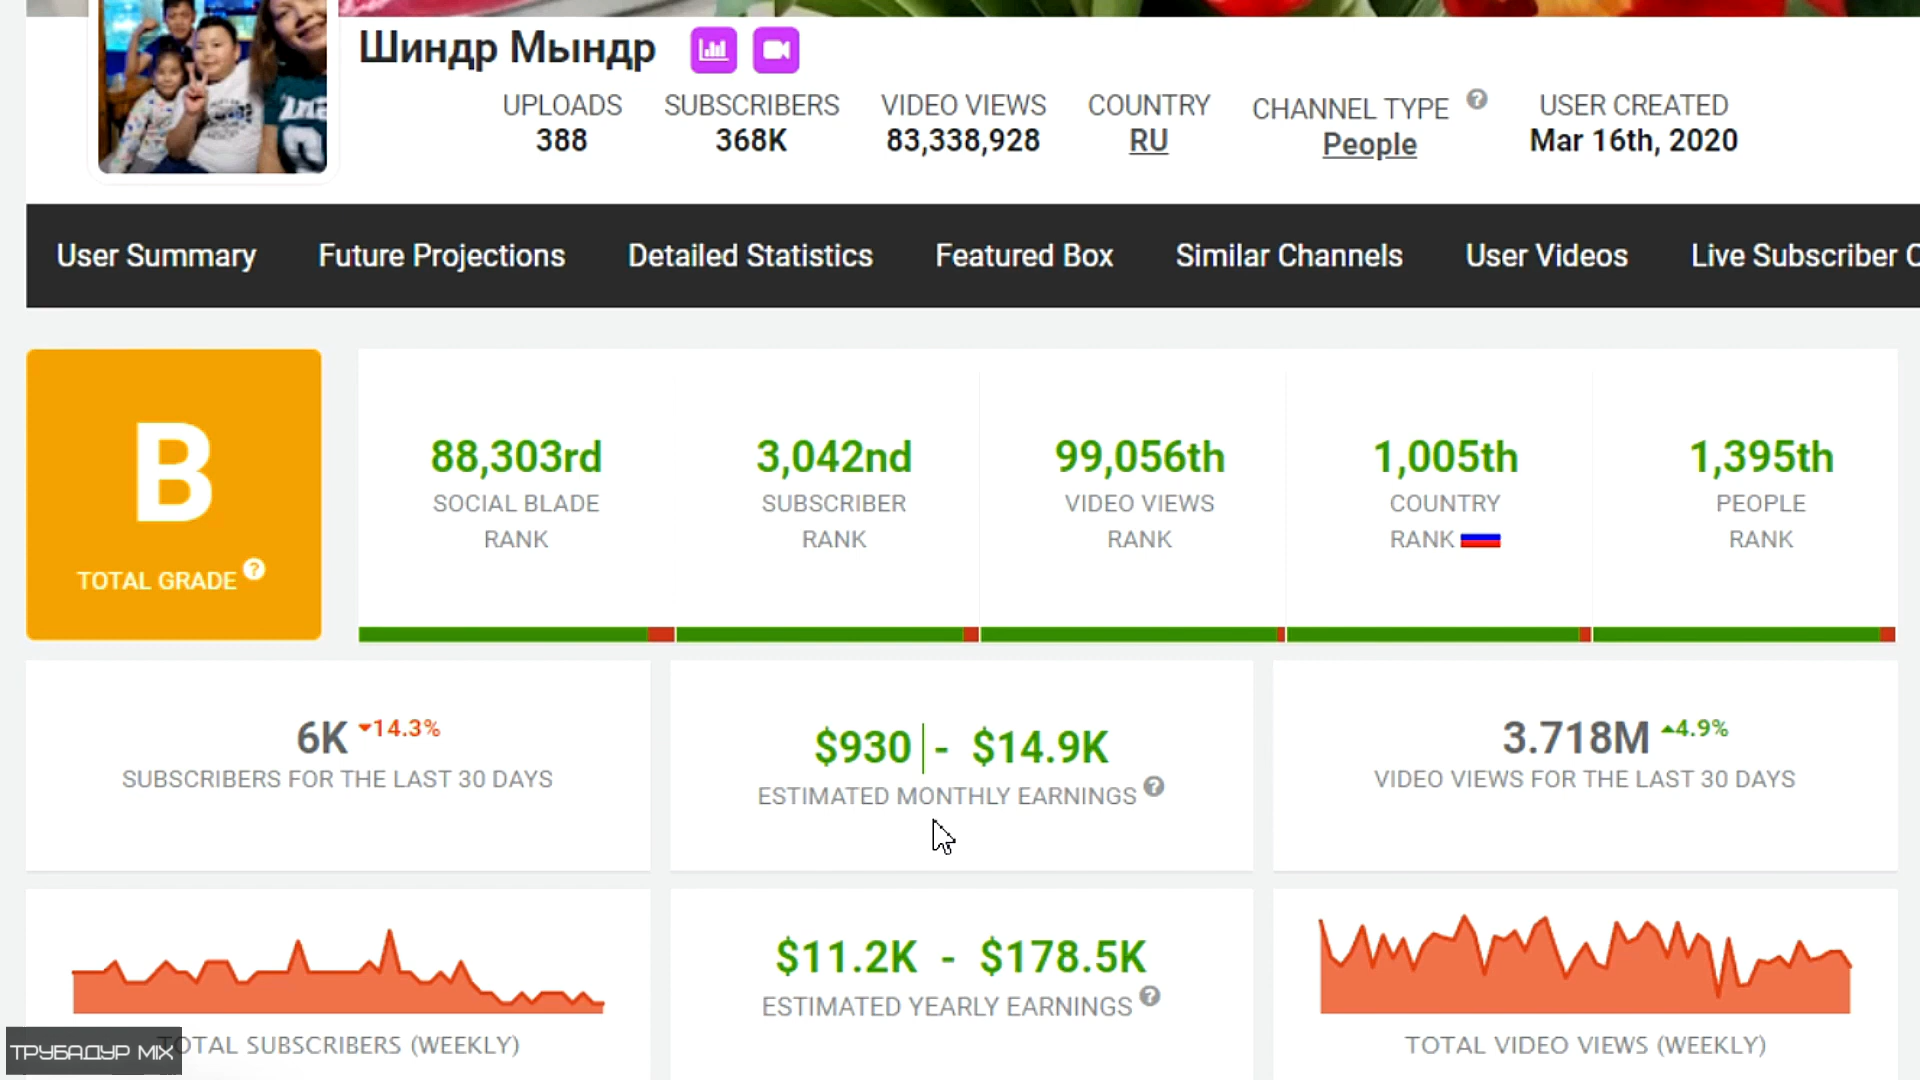 Шиндр Мындр
UPLOADS
388
SUBSCRIBERS
368K
VIDEO VIEWS
83,338,928
COUNTRY
RU
CHANNEL TYPE ?
People
USER CREATED
Mar 16th, 2020
User Summary
Future Projections
Detailed Statistics
Featured Box
Similar Channels
User Videos
Live Subscriber C
B
TOTAL GRADE ?
88,303rd
SOCIAL BLADE
RANK
3,042nd
SUBSCRIBER
RANK
99,056th
VIDEO VIEWS
RANK
1,005th
COUNTRY
RANK
1,395th
PEOPLE
RANK
6K 14.3%
SUBSCRIBERS FOR THE LAST 30 DAYS
$930 - $14.9K
ESTIMATED MONTHLY EARNINGS ?
3.718M 4.9%
VIDEO VIEWS FOR THE LAST 30 DAYS
$11.2K - $178.5K
ESTIMATED YEARLY EARNINGS ?
OTAL SUBSCRIBERS (WEEKLY)
TOTAL VIDEO VIEWS (WEEKLY)
ТРУБАДУР MIX